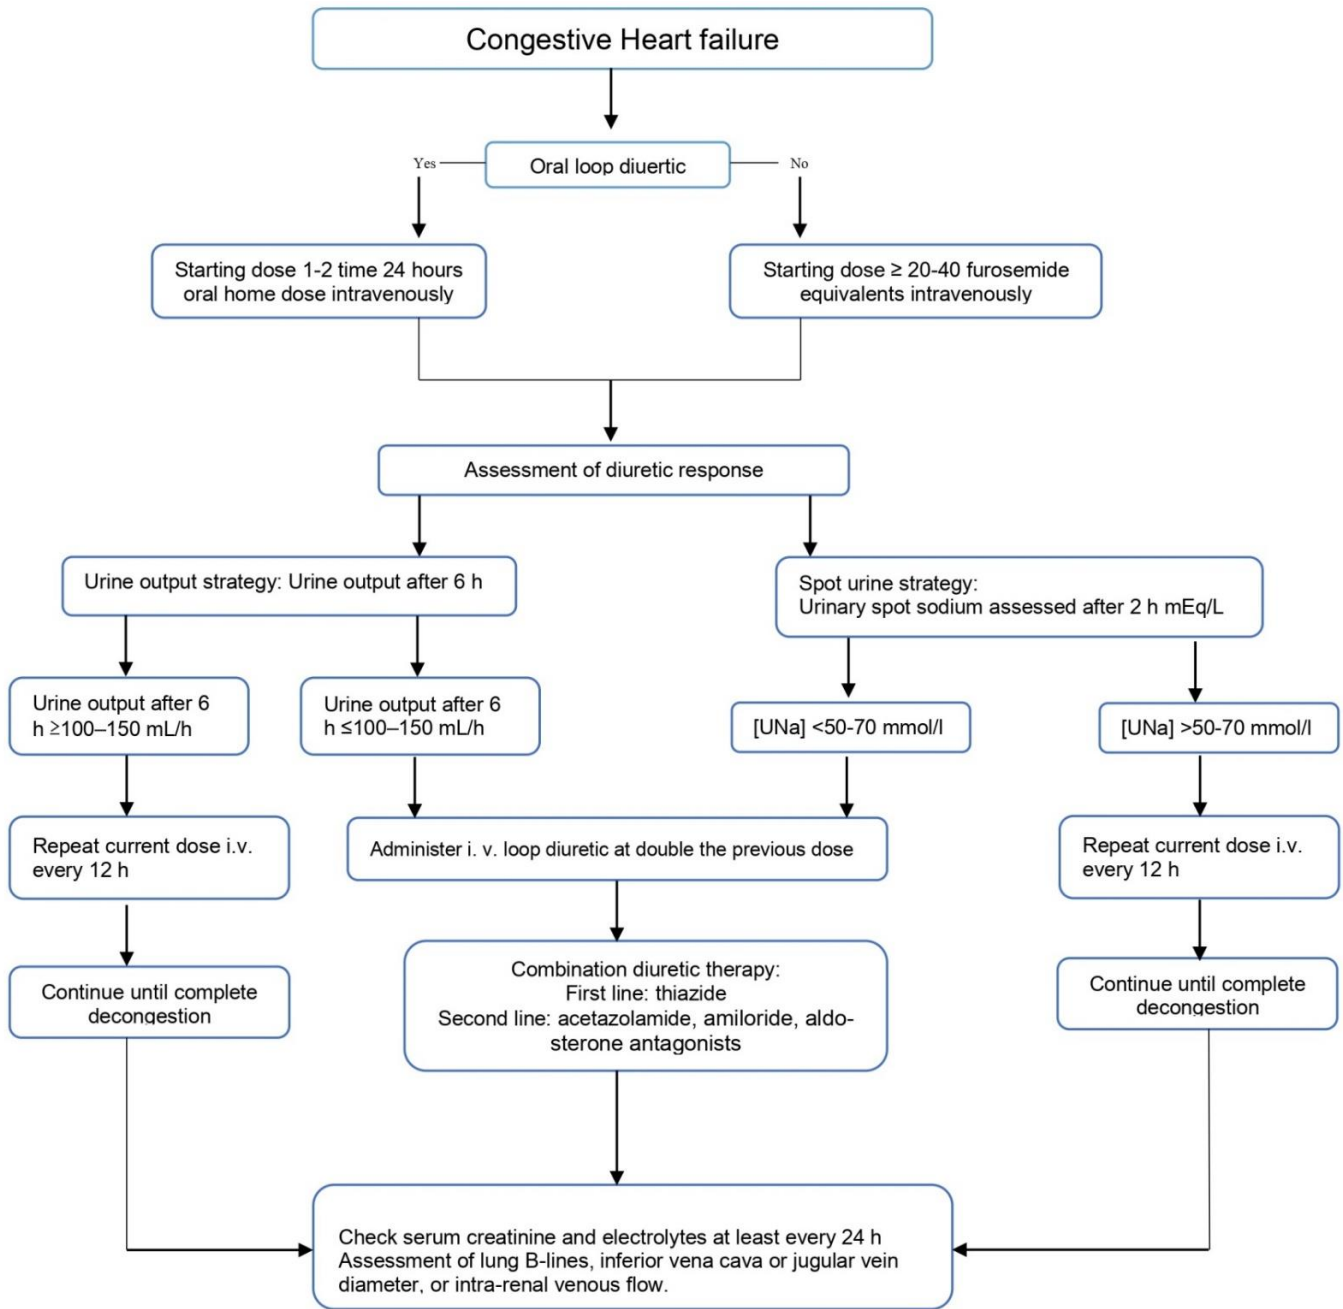 Congestive Heart failure
Yes
Oral loop diuertic
No
Starting dose 1-2 time 24 hours
oral home dose intravenously
Starting dose ≥ 20-40 furosemide
equivalents intravenously
Assessment of diuretic response
Urine output strategy: Urine output after 6 h
Spot urine strategy:
Urinary spot sodium assessed after 2 h mEq/L
Urine output after 6
h ≥100–150 mL/h
Urine output after 6
h ≤100–150 mL/h
[UNa] <50-70 mmol/l
[UNa] >50-70 mmol/l
Repeat current dose i.v.
every 12 h
Administer i. v. loop diuretic at double the previous dose
Repeat current dose i.v.
every 12 h
Continue until complete
decongestion
Combination diuretic therapy:
First line: thiazide
Second line: acetazolamide, amiloride, aldo-
sterone antagonists
Continue until complete
decongestion
Check serum creatinine and electrolytes at least every 24 h
Assessment of lung B-lines, inferior vena cava or jugular vein
diameter, or intra-renal venous flow.